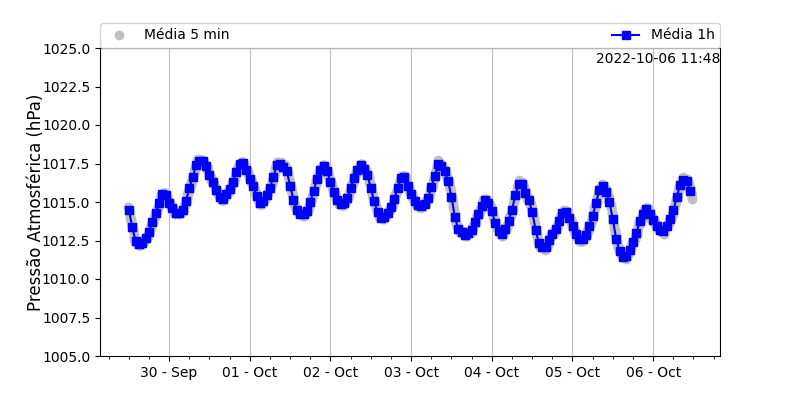 Média 5 min
Média 1h
2022-10-06 11:48
Pressão Atmosférica (hPa)
1025.0
1022.5
1020.0
1017.5
1015.0
1012.5
1010.0
1007.5
1005.0
30 - Sep
01 - Oct
02 - Oct
03 - Oct
04 - Oct
05 - Oct
06 - Oct